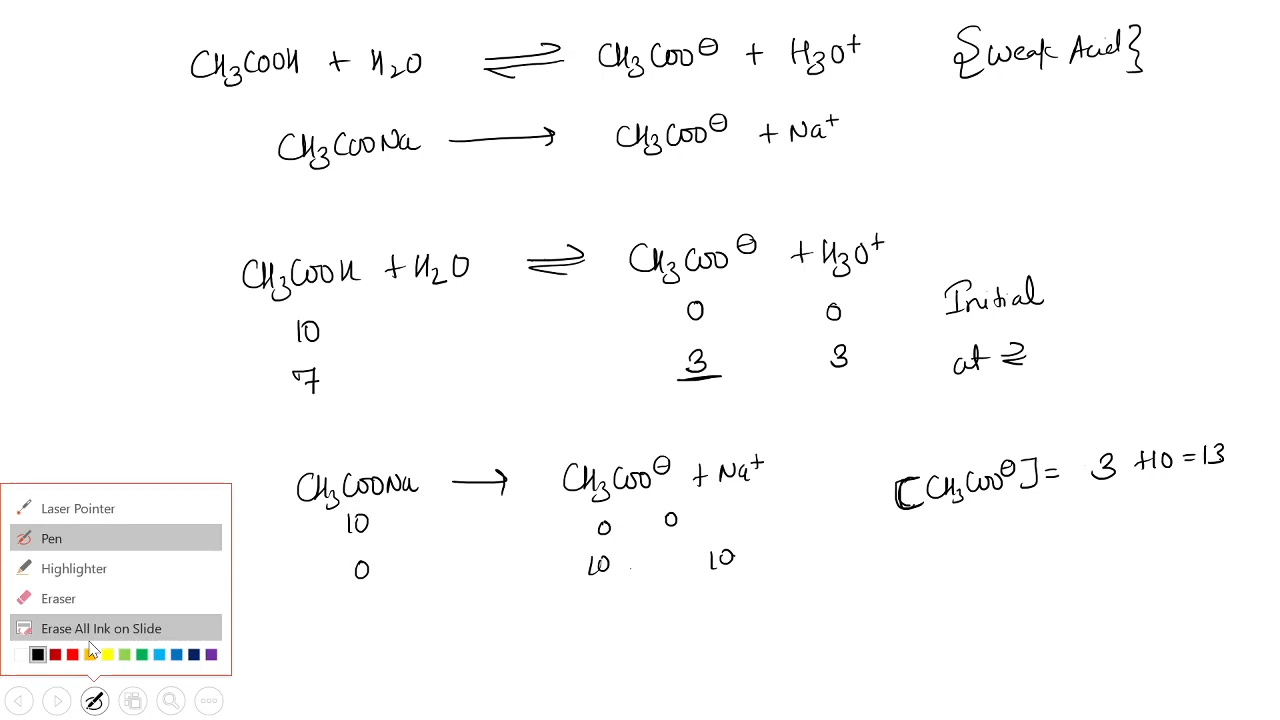 CH₃COOH + H₂O ⇌ CH₃COO⊖ + H₃O⁺ {Weak Acid}
CH₃COONa ⟶ CH₃COO⊖ + Na⁺
CH₃COOH + H₂O ⇌ CH₃COO⊖ + H₃O⁺
10 0 0 Initial
7 3 3 at ⇌
CH₃COONa → CH₃COO⊖ + Na⁺ [CH₃COO⊖] = 3 +10 = 13
10 0 0
0 10 10
Laser Pointer
Pen
Highlighter
Eraser
Erase All Ink on Slide